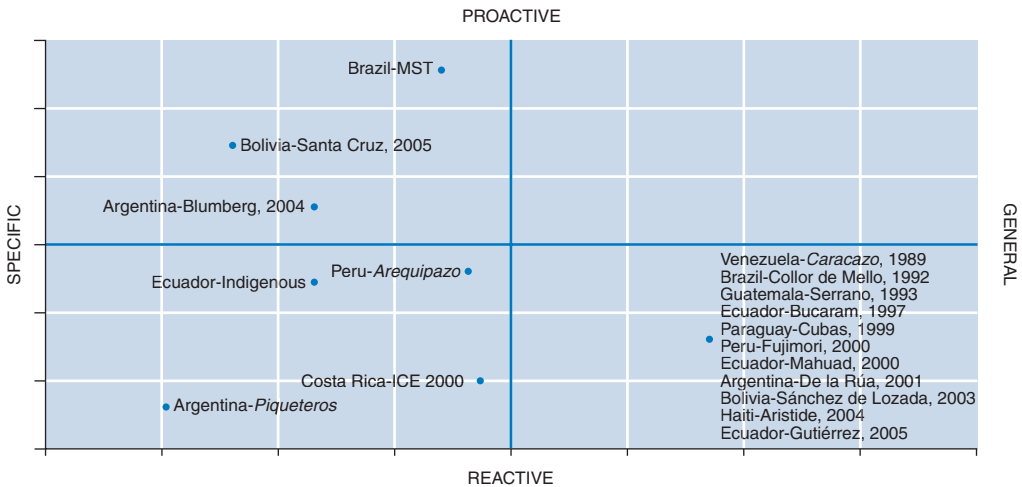 PROACTIVE
Brazil-MST
Bolivia-Santa Cruz, 2005
Argentina-Blumberg, 2004
SPECIFIC
GENERAL
Peru-Arequipazo
Ecuador-Indigenous
Venezuela-Caracazo, 1989
Brazil-Collor de Mello, 1992
Guatemala-Serrano, 1993
Ecuador-Bucaram, 1997
Paraguay-Cubas, 1999
Peru-Fujimori, 2000
Ecuador-Mahuad, 2000
Argentina-De la Rúa, 2001
Bolivia-Sánchez de Lozada, 2003
Haiti-Aristide, 2004
Ecuador-Gutiérrez, 2005
Costa Rica-ICE 2000
Argentina-Piqueteros
REACTIVE